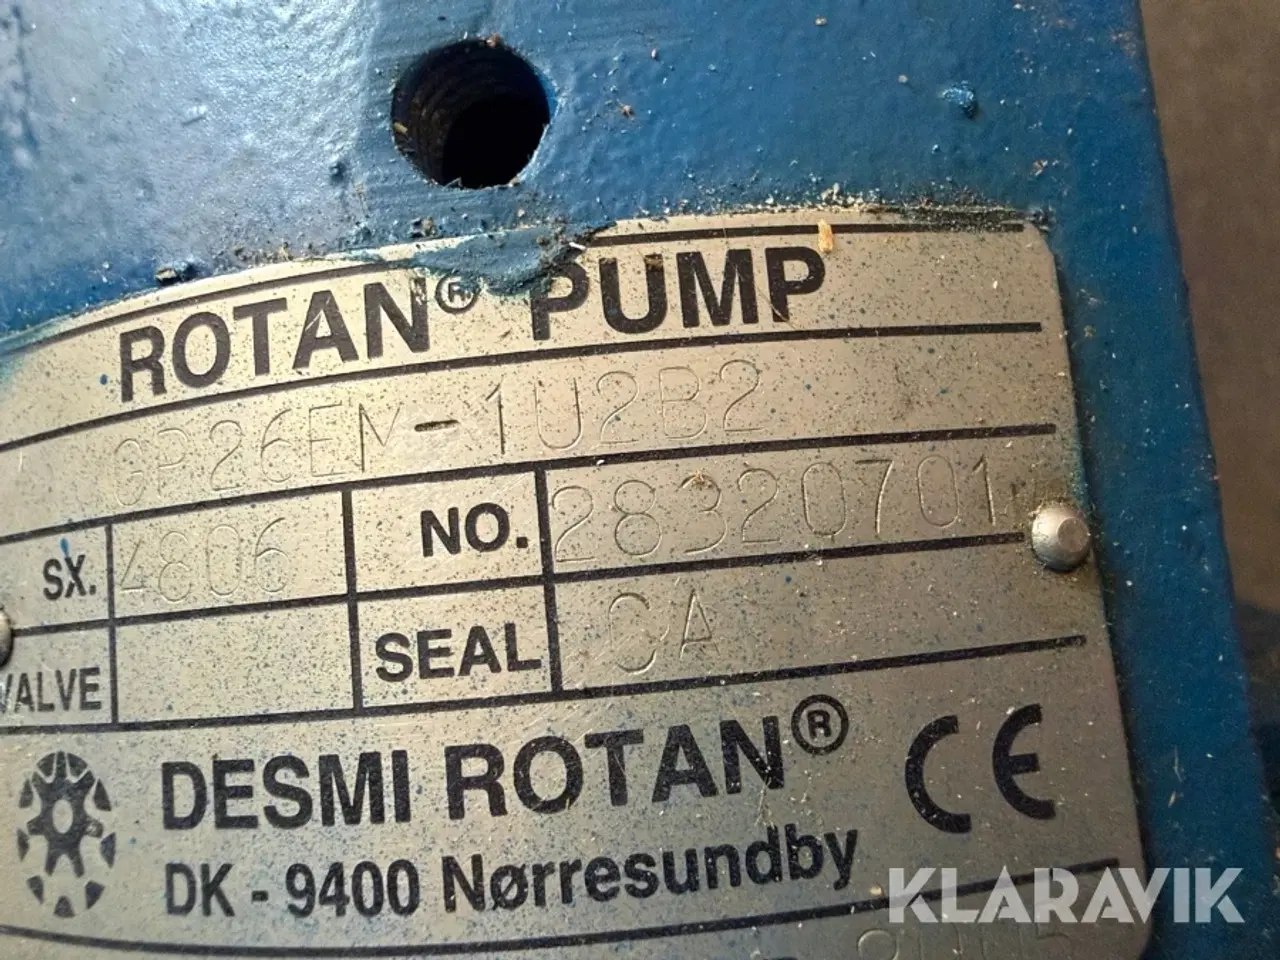 ROTAN® PUMP
GP26EM-1U2B2
SX. 4806 NO. 28320701
VALVE SEAL CA
DESMI ROTAN® CE
DK - 9400 Nørresundby
KLARAVIK